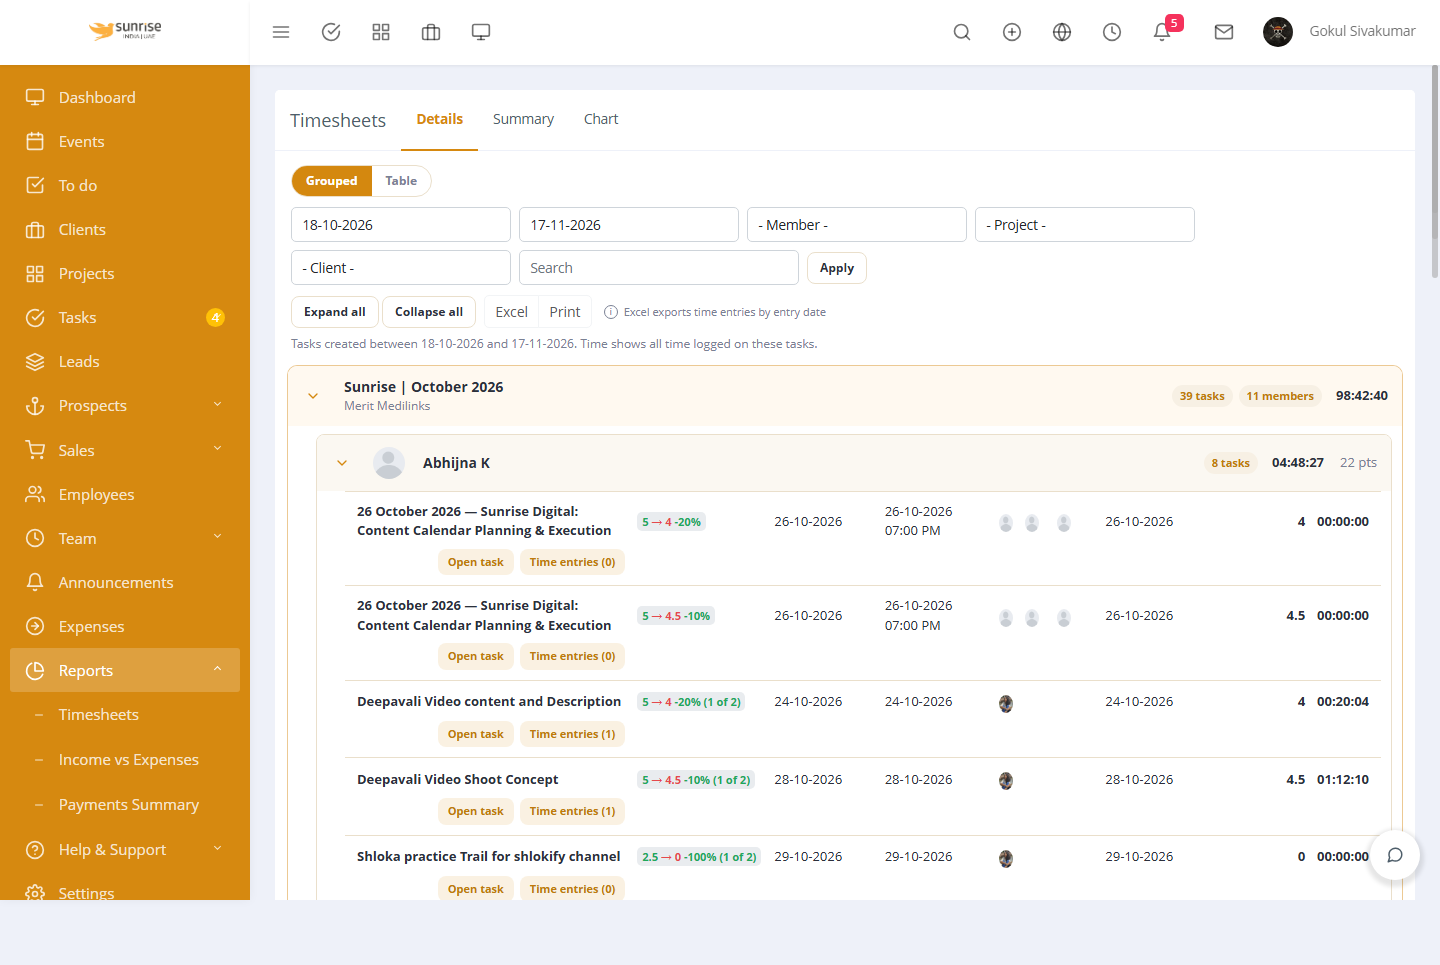 sunrise
INDIA | UAE
5
Gokul Sivakumar
Dashboard
Events
To do
Clients
Projects
Tasks
4
Leads
Prospects
Sales
Employees
Team
Announcements
Expenses
Reports
Timesheets
Income vs Expenses
Payments Summary
Help & Support
Settings
Timesheets Details Summary Chart
Grouped Table
18-10-2026 17-11-2026 - Member - - Project -
- Client - Search Apply
Expand all Collapse all Excel Print Excel exports time entries by entry date
Tasks created between 18-10-2026 and 17-11-2026. Time shows all time logged on these tasks.
Sunrise | October 2026
Merit Medilinks
39 tasks 11 members 98:42:40
Abhijna K 8 tasks 04:48:27 22 pts
26 October 2026 — Sunrise Digital:
Content Calendar Planning & Execution
5 → 4 -20% 26-10-2026 26-10-2026
07:00 PM
26-10-2026 4 00:00:00
Open task Time entries (0)
26 October 2026 — Sunrise Digital:
Content Calendar Planning & Execution
5 → 4.5 -10% 26-10-2026 26-10-2026
07:00 PM
26-10-2026 4.5 00:00:00
Open task Time entries (0)
Deepavali Video content and Description 5 → 4 -20% (1 of 2) 24-10-2026 24-10-2026 24-10-2026 4 00:20:04
Open task Time entries (1)
Deepavali Video Shoot Concept 5 → 4.5 -10% (1 of 2) 28-10-2026 28-10-2026 28-10-2026 4.5 01:12:10
Open task Time entries (1)
Shloka practice Trail for shlokify channel 2.5 → 0 -100% (1 of 2) 29-10-2026 29-10-2026 29-10-2026 0 00:00:00
Open task Time entries (0)